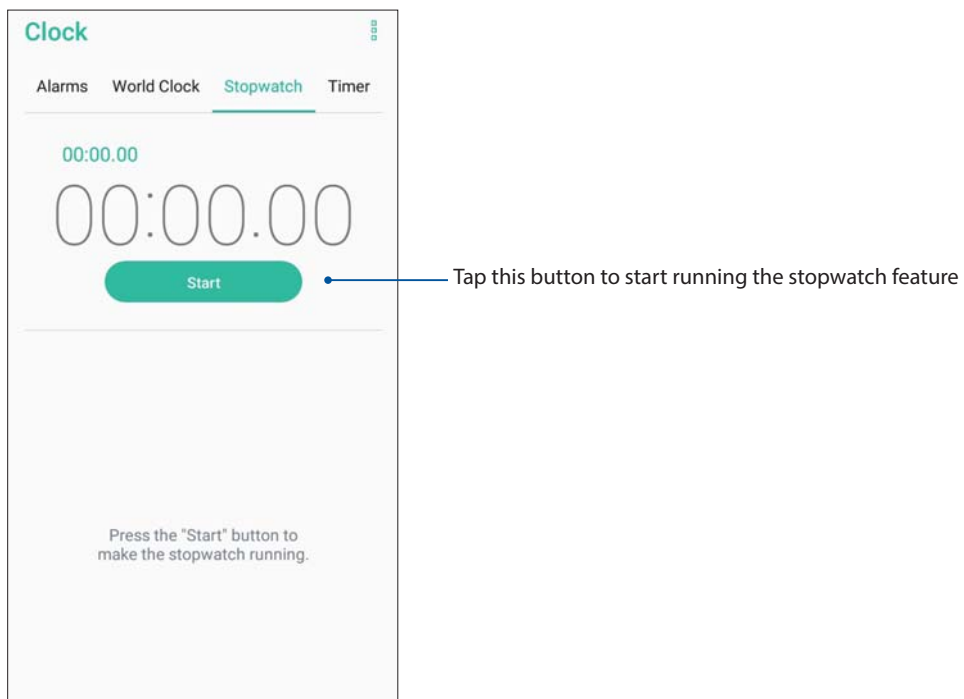 Clock
Alarms World Clock Stopwatch Timer
00:00.00
00:00.00
Start
Tap this button to start running the stopwatch feature
Press the "Start" button to
make the stopwatch running.